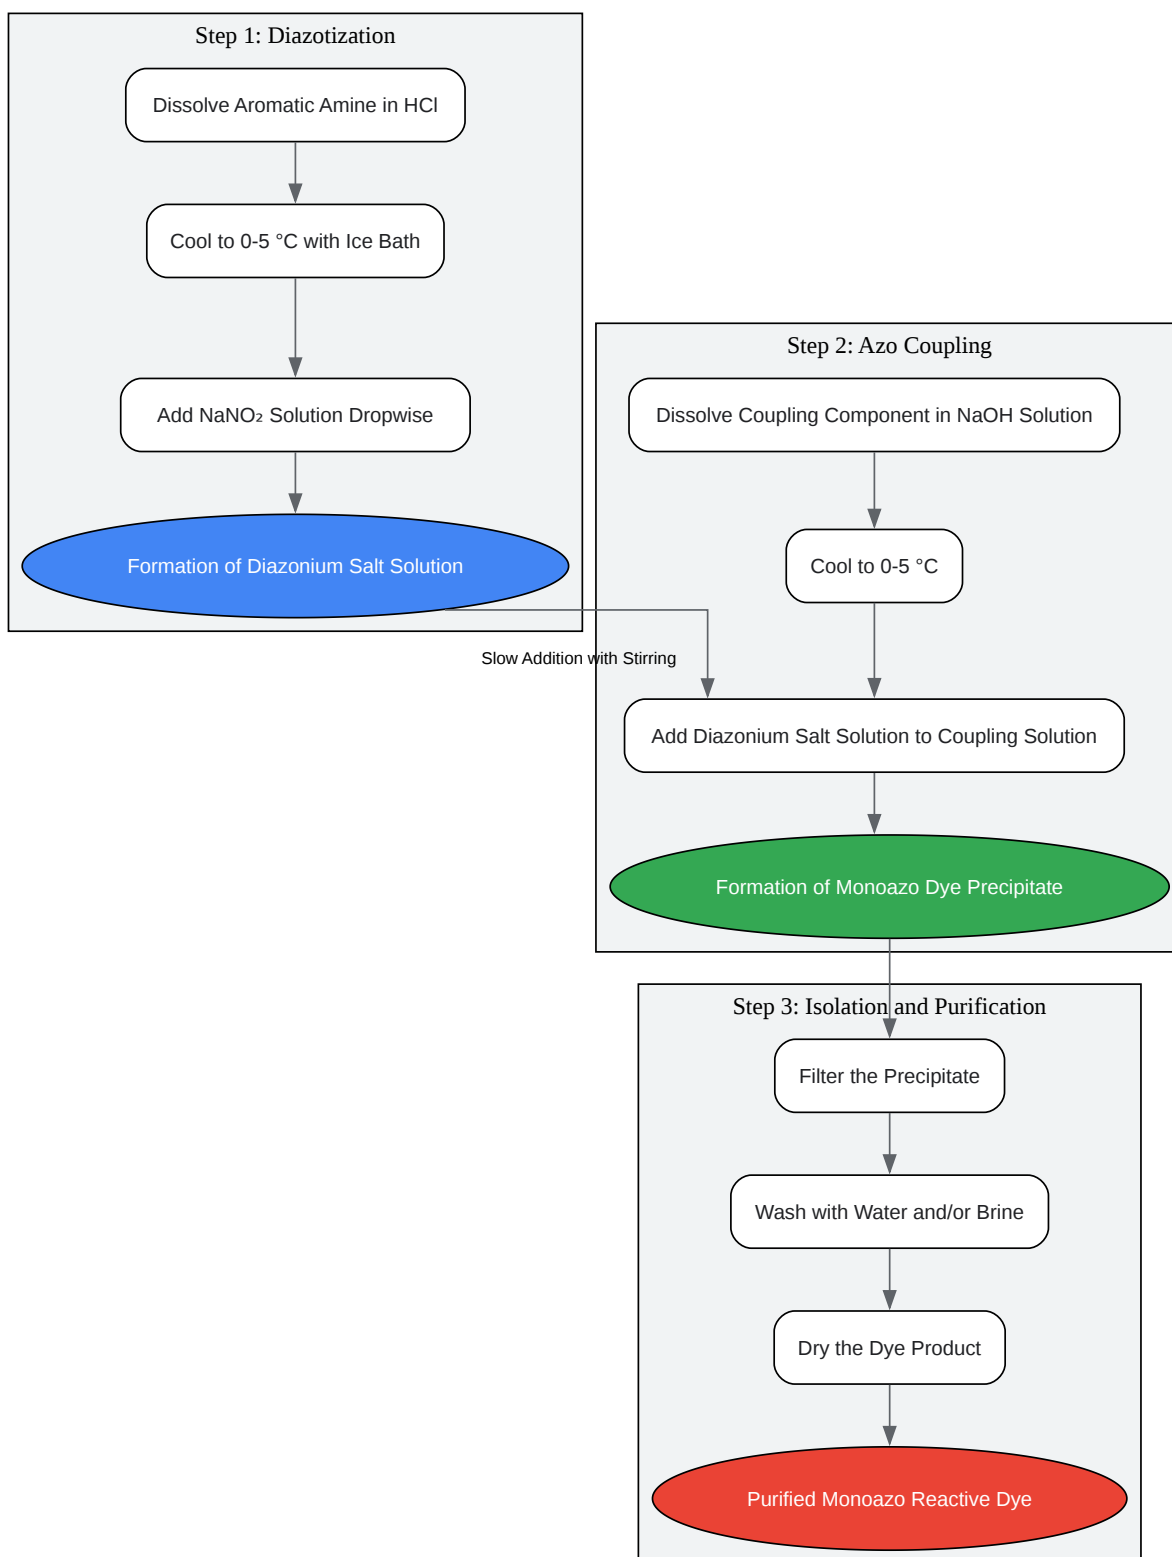 Step 1: Diazotization
Dissolve Aromatic Amine in HCl
Cool to 0-5 °C with Ice Bath
Add NaNO₂ Solution Dropwise
Formation of Diazonium Salt Solution
Slow Addition with Stirring
Step 2: Azo Coupling
Dissolve Coupling Component in NaOH Solution
Cool to 0-5 °C
Add Diazonium Salt Solution to Coupling Solution
Formation of Monoazo Dye Precipitate
Step 3: Isolation and Purification
Filter the Precipitate
Wash with Water and/or Brine
Dry the Dye Product
Purified Monoazo Reactive Dye